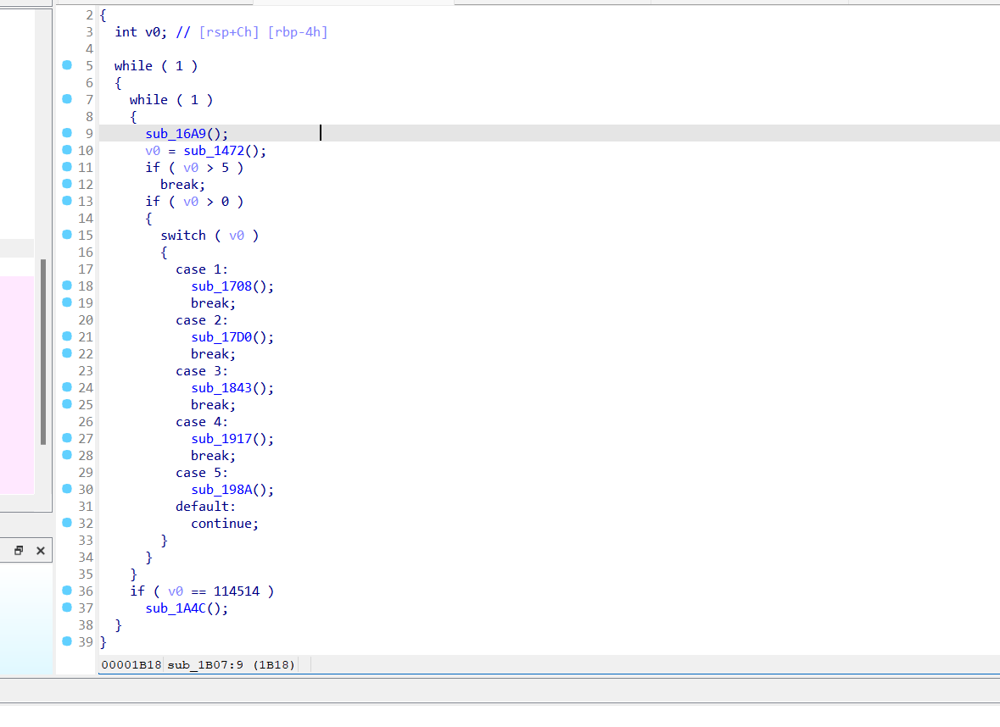 2 {
3   int v0; // [rsp+Ch] [rbp-4h]
4
5   while ( 1 )
6   {
7     while ( 1 )
8     {
9       sub_16A9();
10       v0 = sub_1472();
11       if ( v0 > 5 )
12         break;
13       if ( v0 > 0 )
14       {
15         switch ( v0 )
16         {
17           case 1:
18             sub_1708();
19             break;
20           case 2:
21             sub_17D0();
22             break;
23           case 3:
24             sub_1843();
25             break;
26           case 4:
27             sub_1917();
28             break;
29           case 5:
30             sub_198A();
31           default:
32             continue;
33         }
34       }
35     }
36     if ( v0 == 114514 )
37       sub_1A4C();
38   }
39 }
00001B18 sub_1B07:9 (1B18)